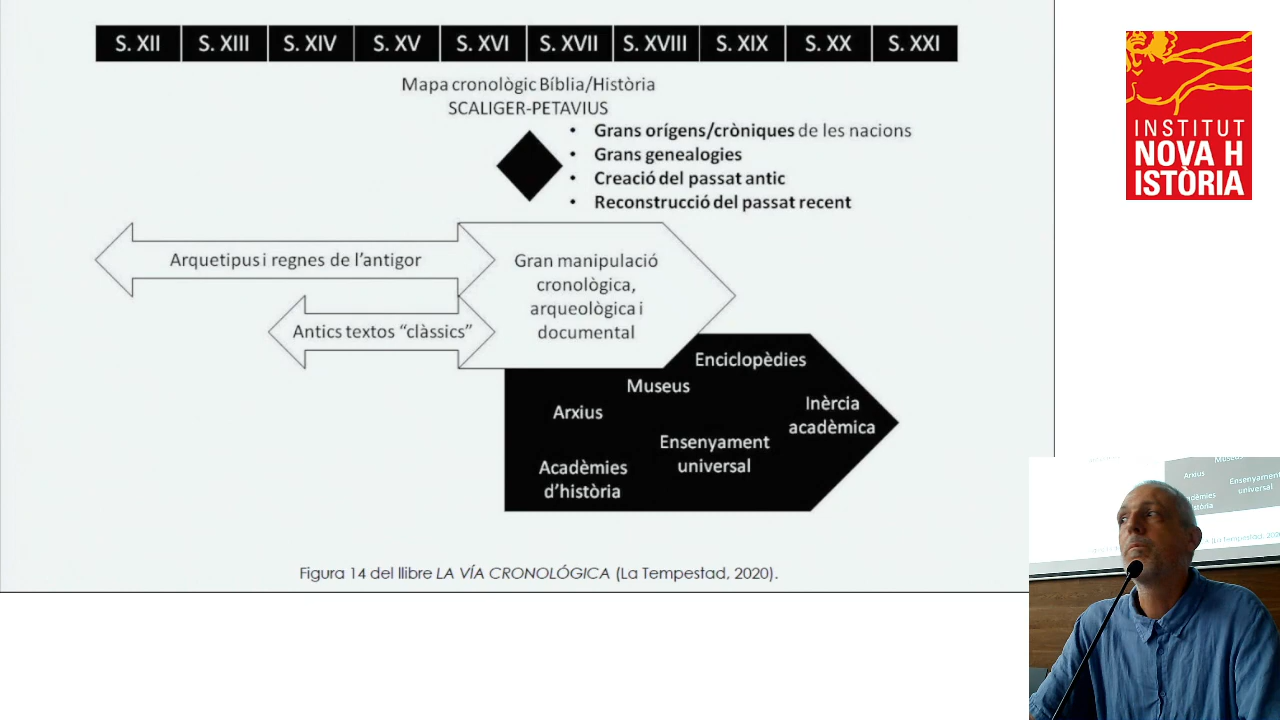 S. XII S. XIII S. XIV S. XV S. XVI S. XVII S. XVIII S. XIX S. XX S. XXI
Mapa cronològic Bíblia/Història
SCALIGER-PETAVIUS
• Grans orígens/cròniques de les nacions
• Grans genealogies
• Creació del passat antic
• Reconstrucció del passat recent
Arquetipus i regnes de l'antigor
Antics textos "clàssics"
Gran manipulació
cronològica,
arqueològica i
documental
Enciclopèdies
Museus
Arxius
Inèrcia
acadèmica
Ensenyament
universal
Acadèmies
d'història
Figura 14 del llibre LA VÍA CRONOLÓGICA (La Tempestad, 2020).
INSTITUT
NOVA H
ISTÒRIA
Arxius
Ensenyament
universal